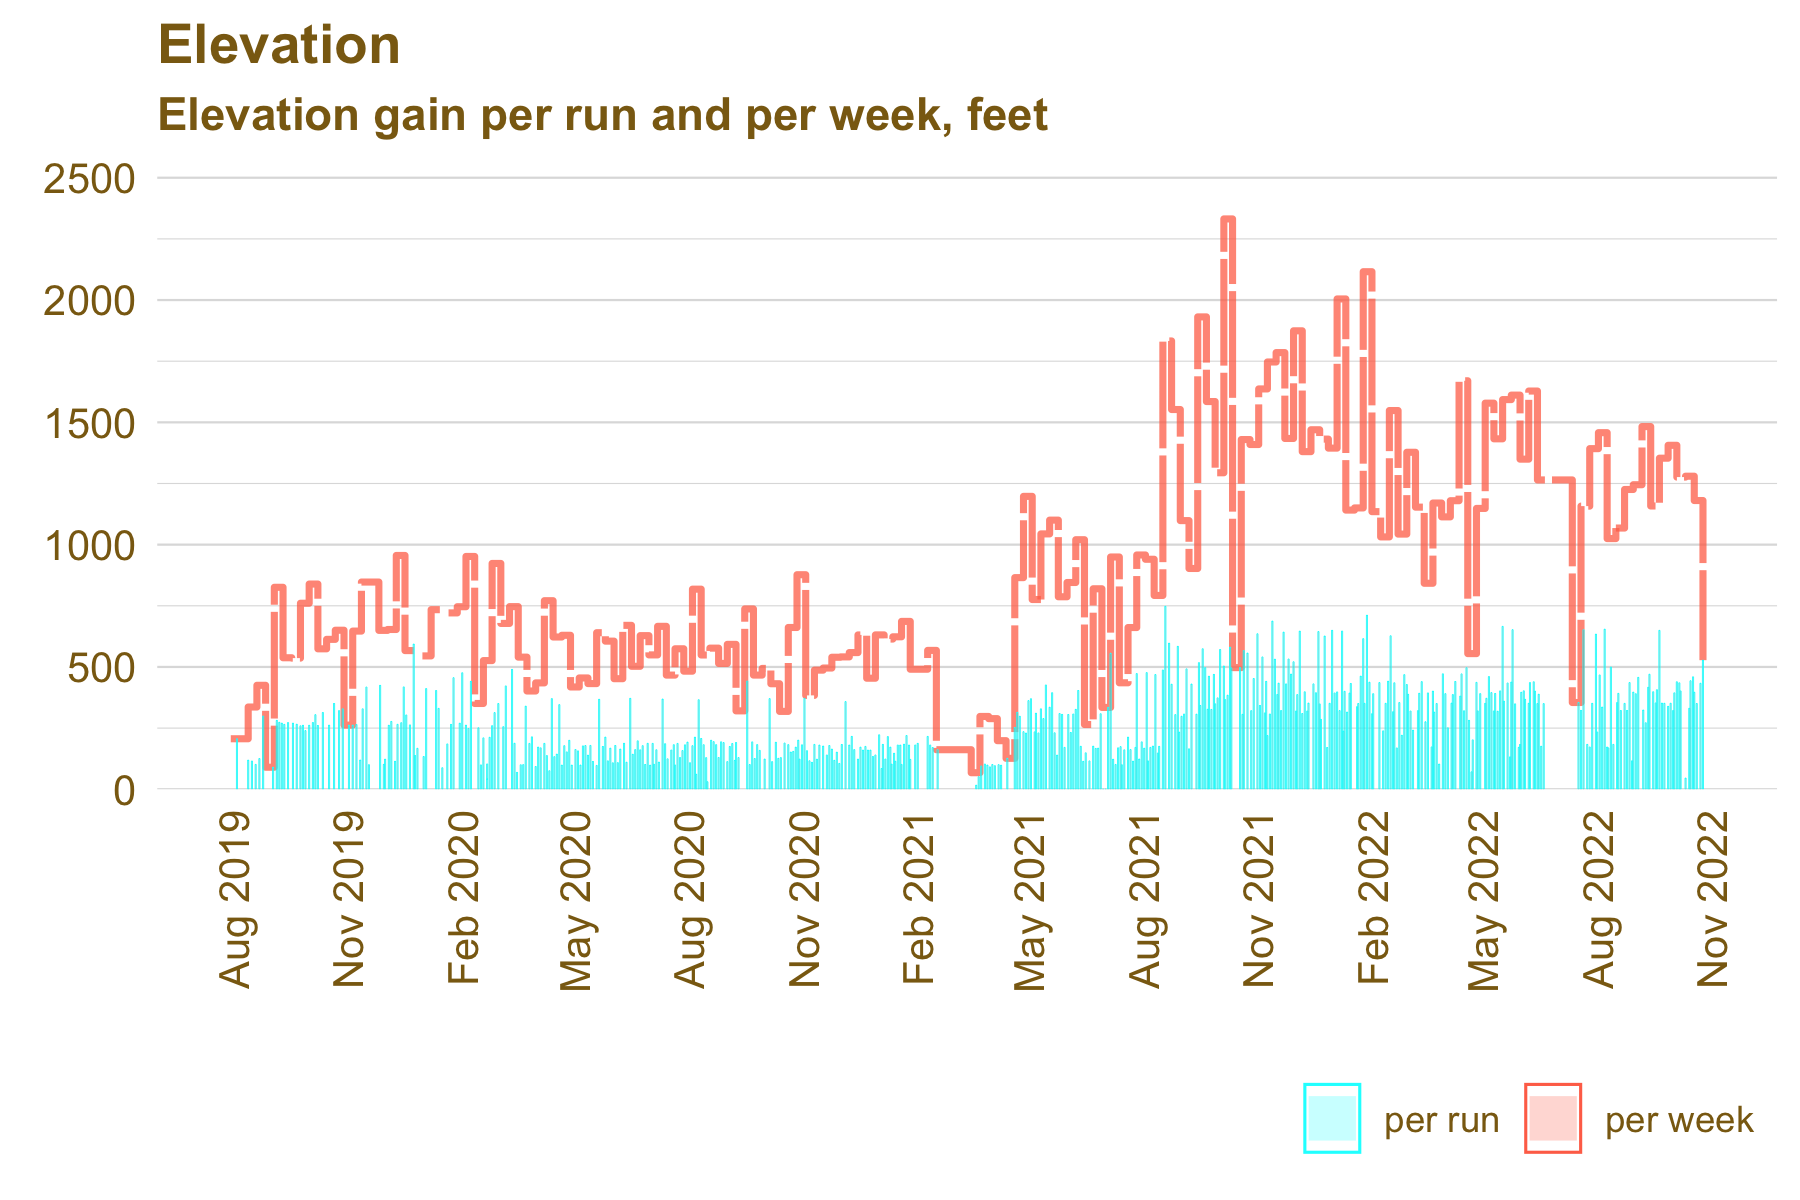 Elevation
Elevation gain per run and per week, feet
2500
2000
1500
1000
500
0
Aug 2019
Nov 2019
Feb 2020
May 2020
Aug 2020
Nov 2020
Feb 2021
May 2021
Aug 2021
Nov 2021
Feb 2022
May 2022
Aug 2022
Nov 2022
per run
per week